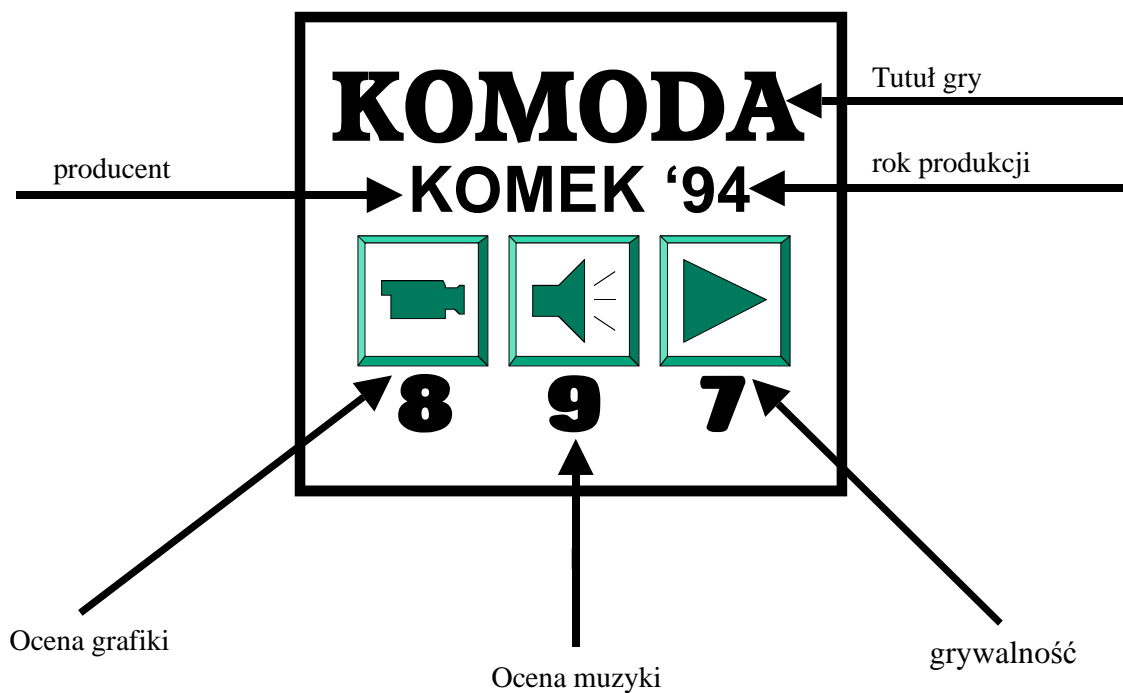 KOMODA
Tutuł gry
producent
KOMEK ‘94
rok produkcji
8 9 7
Ocena grafiki
Ocena muzyki
grywalność